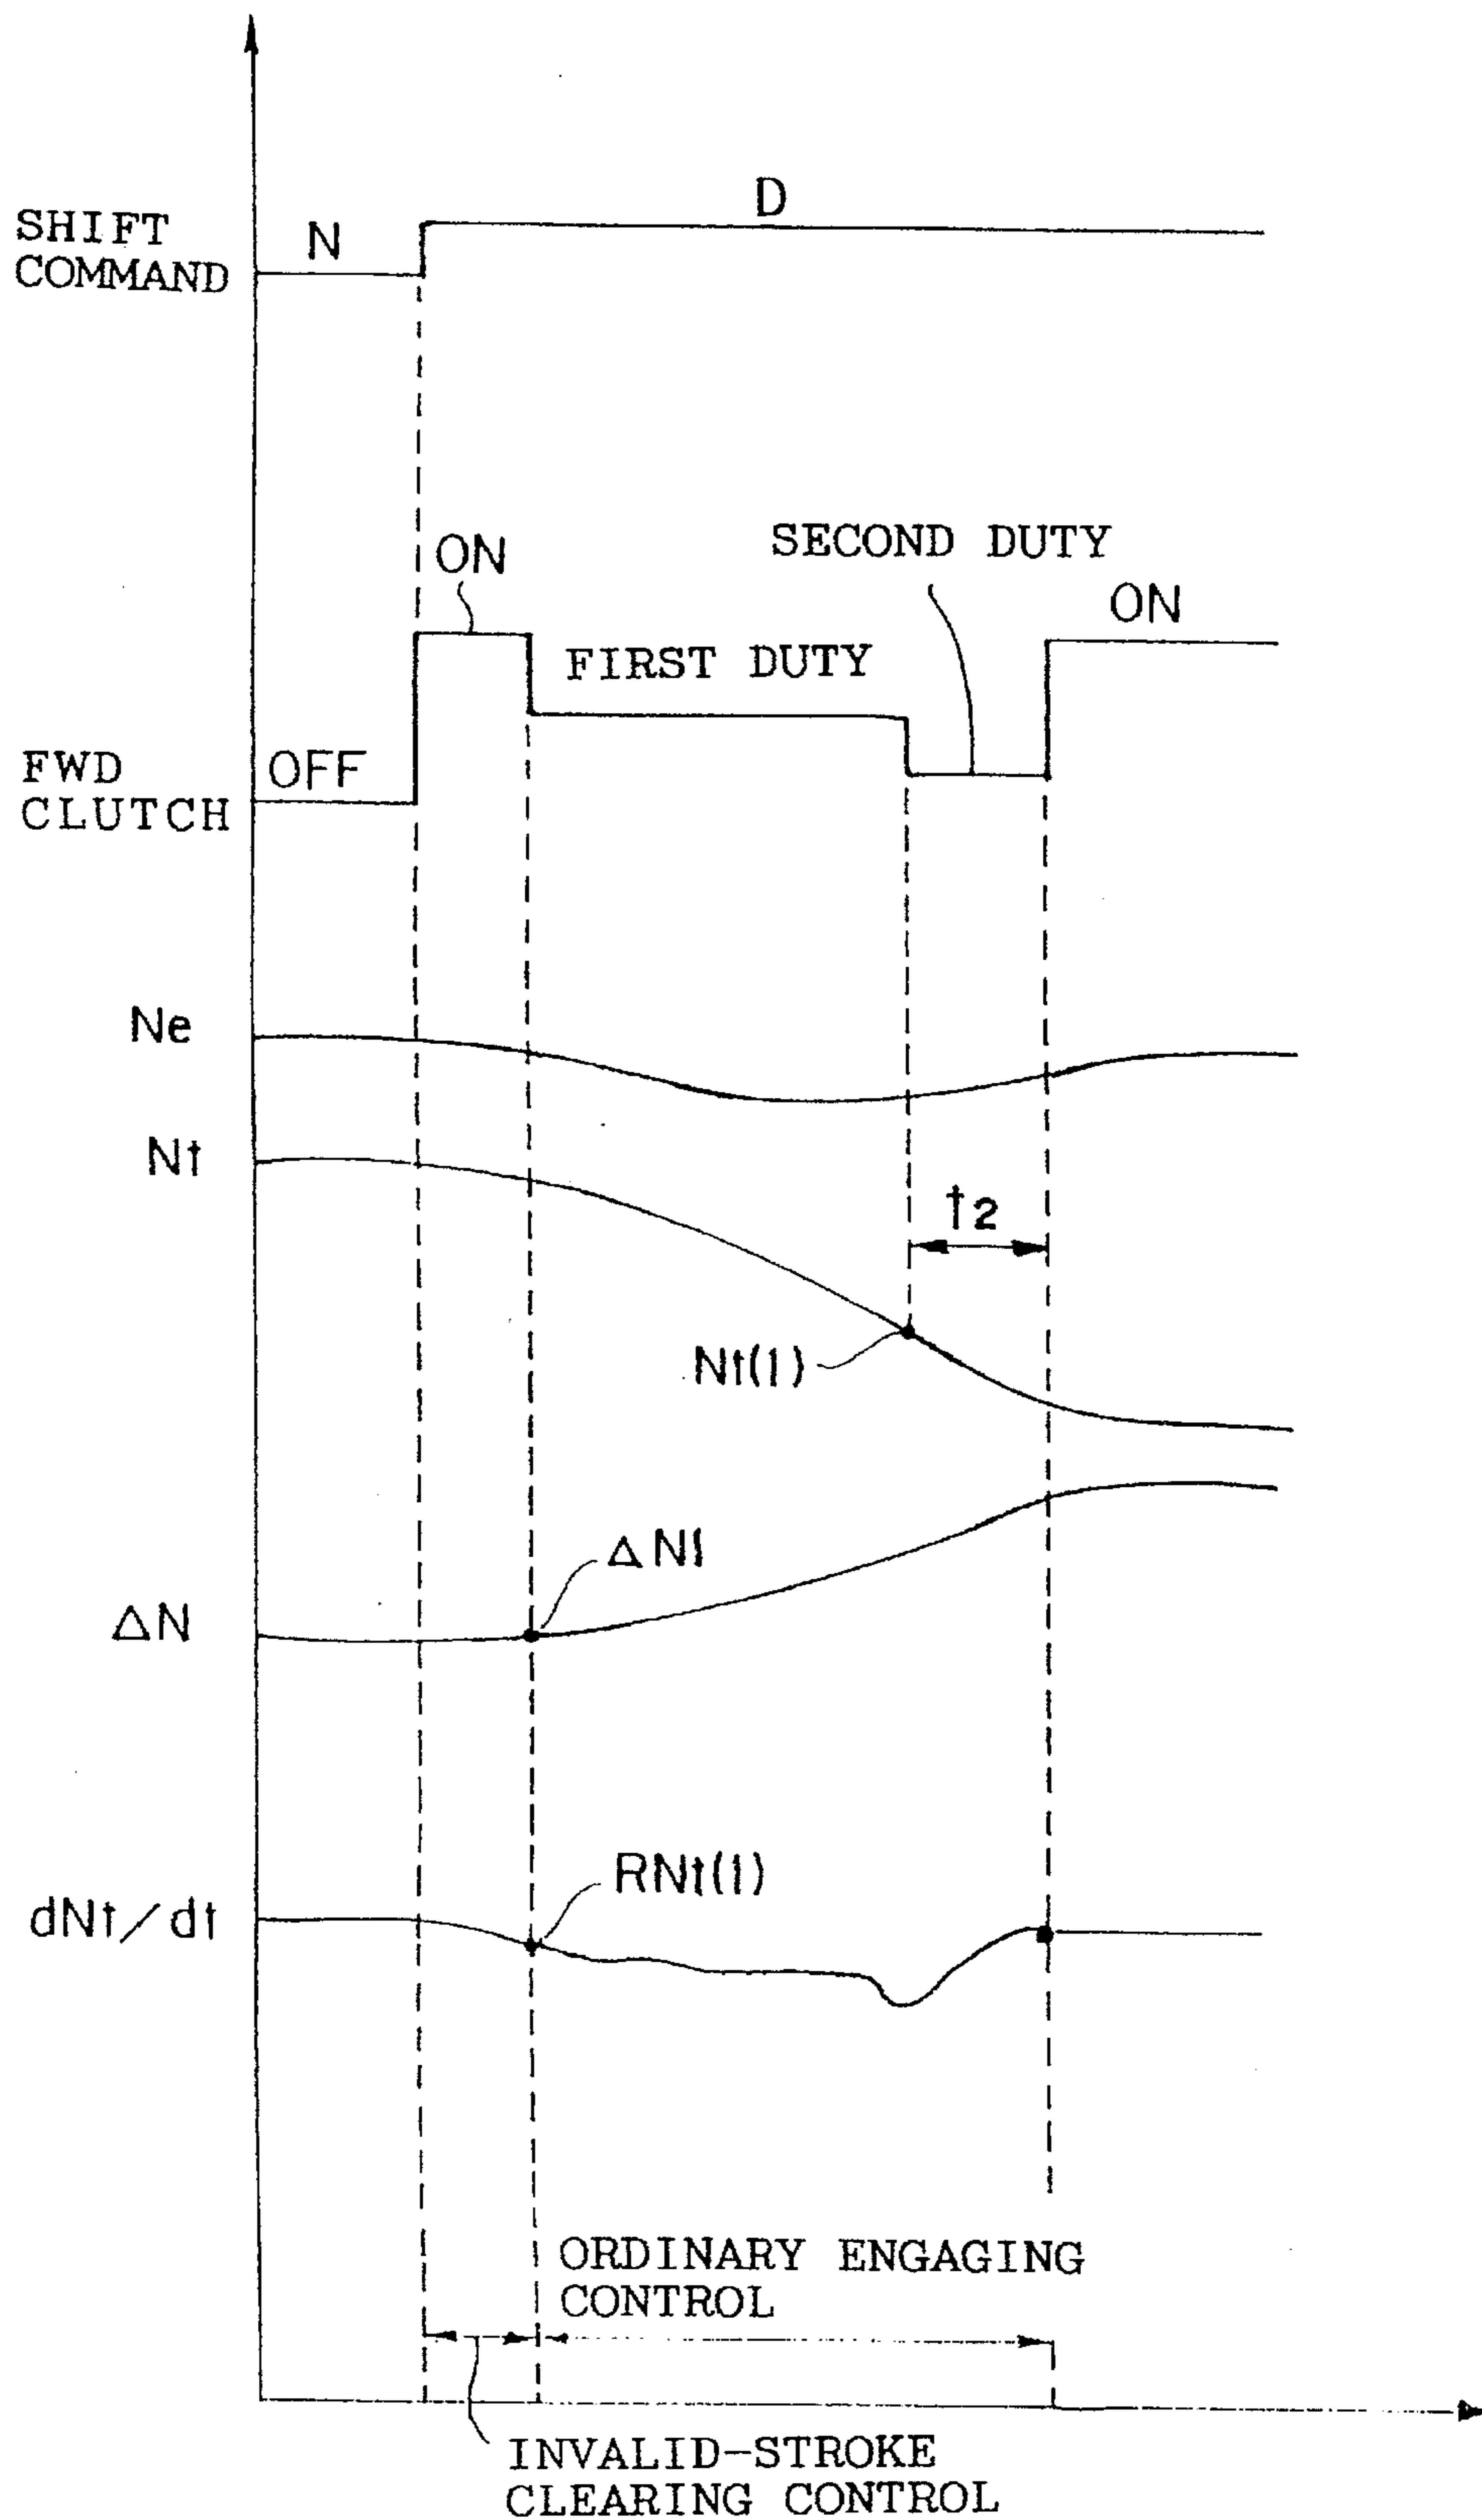 SHIFT
COMMAND
N
D
ON
SECOND DUTY
ON
FIRST DUTY
FWD
CLUTCH
OFF
Ne
Nt
t2
Nt(1)
ΔN1
ΔN
RNt(1)
dNt/dt
ORDINARY ENGAGING
CONTROL
INVALID-STROKE
CLEARING CONTROL